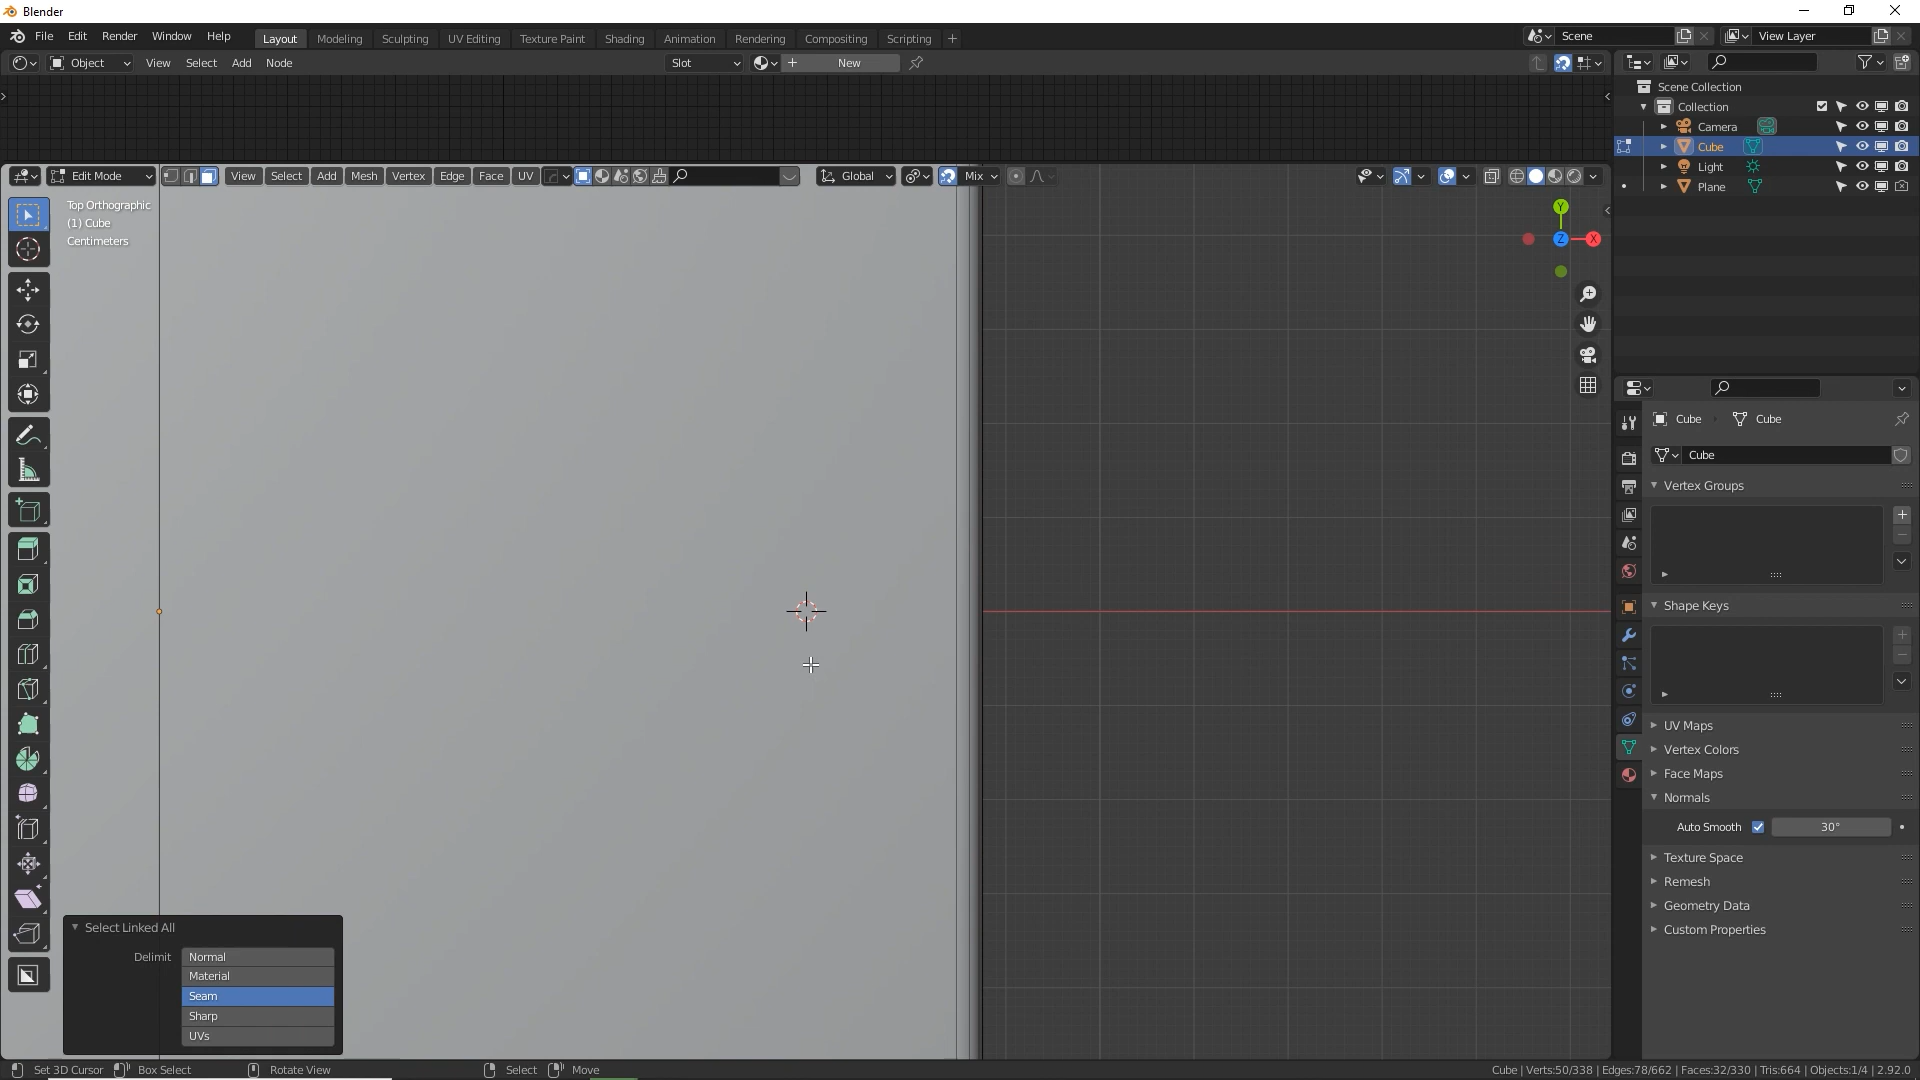 Blender
File Edit Render Window Help Layout Modeling Sculpting UV Editing Texture Paint Shading Animation Rendering Compositing Scripting + Scene View Layer
Object View Select Add Node Slot New
Scene Collection
Collection
Camera
Cube
Light
Plane
Edit Mode View Select Add Mesh Vertex Edge Face UV Global Mix
Top Orthographic
(1) Cube
Centimeters
Y
Z
X
Cube Cube
Cube
Vertex Groups
Shape Keys
UV Maps
Vertex Colors
Face Maps
Normals
Auto Smooth 30°
Texture Space
Remesh
Geometry Data
Custom Properties
Select Linked All
Delimit Normal
Material
Seam
Sharp
UVs
Set 3D Cursor Box Select Rotate View Select Move Cube | Verts:50/338 | Edges:78/662 | Faces:32/330 | Tris:664 | Objects:1/4 | 2.92.0